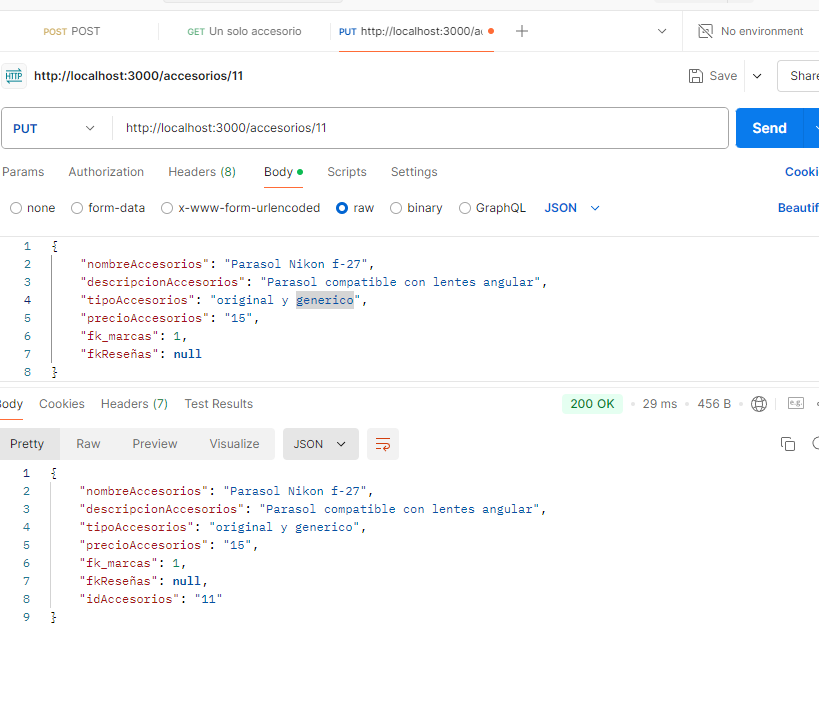 POST POST GET Un solo accesorio PUT http://localhost:3000/ac No environment
HTTP http://localhost:3000/accesorios/11 Save Share
PUT http://localhost:3000/accesorios/11 Send
Params Authorization Headers (8) Body Scripts Settings Cooki
none form-data x-www-form-urlencoded raw binary GraphQL JSON Beautif
1 {
2 "nombreAccesorios": "Parasol Nikon f-27",
3 "descripcionAccesorios": "Parasol compatible con lentes angular",
4 "tipoAccesorios": "original y generico",
5 "precioAccesorios": "15",
6 "fk_marcas": 1,
7 "fkReseñas": null
8 }
ody Cookies Headers (7) Test Results 200 OK 29 ms 456 B e.g.
Pretty Raw Preview Visualize JSON
1 {
2 "nombreAccesorios": "Parasol Nikon f-27",
3 "descripcionAccesorios": "Parasol compatible con lentes angular",
4 "tipoAccesorios": "original y generico",
5 "precioAccesorios": "15",
6 "fk_marcas": 1,
7 "fkReseñas": null,
8 "idAccesorios": "11"
9 }